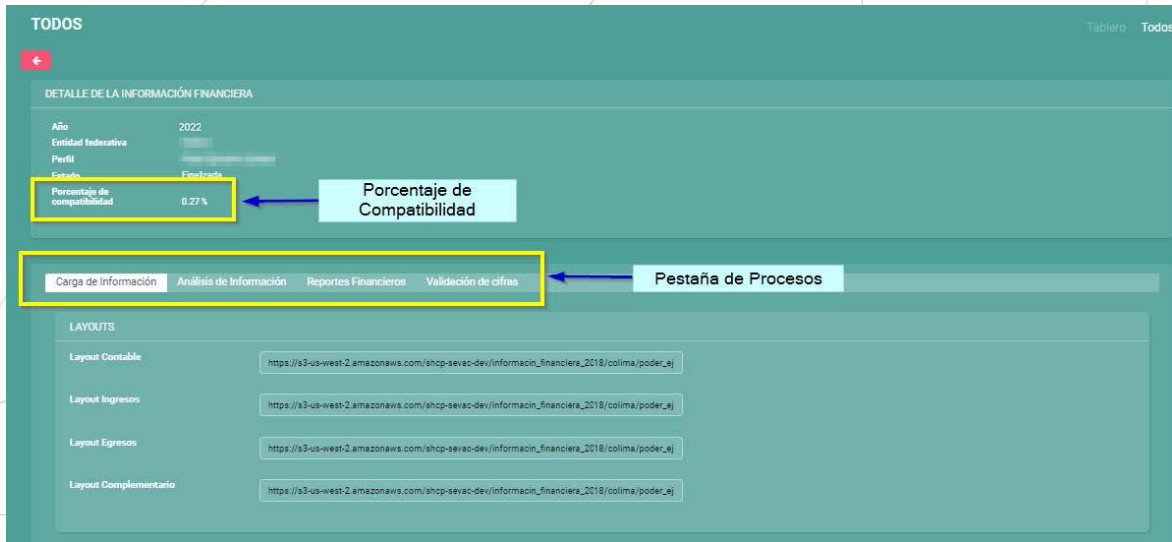 TODOS
Tablero Todos
DETALLE DE LA INFORMACIÓN FINANCIERA
Año 2022
Entidad federativa
Perfil
Estado Finalizada
Porcentaje de
compatibilidad 0.27 %
Porcentaje de
Compatibilidad
Carga de Información Análisis de Información Reportes Financieros Validación de cifras
Pestaña de Procesos
LAYOUTS
Layout Contable https://s3-us-west-2.amazonaws.com/shcp-sevac-dev/informacin_financiera_2018/colima/poder_ej
Layout Ingresos https://s3-us-west-2.amazonaws.com/shcp-sevac-dev/informacin_financiera_2018/colima/poder_ej
Layout Egresos https://s3-us-west-2.amazonaws.com/shcp-sevac-dev/informacin_financiera_2018/colima/poder_ej
Layout Complementario https://s3-us-west-2.amazonaws.com/shcp-sevac-dev/informacin_financiera_2018/colima/poder_ej